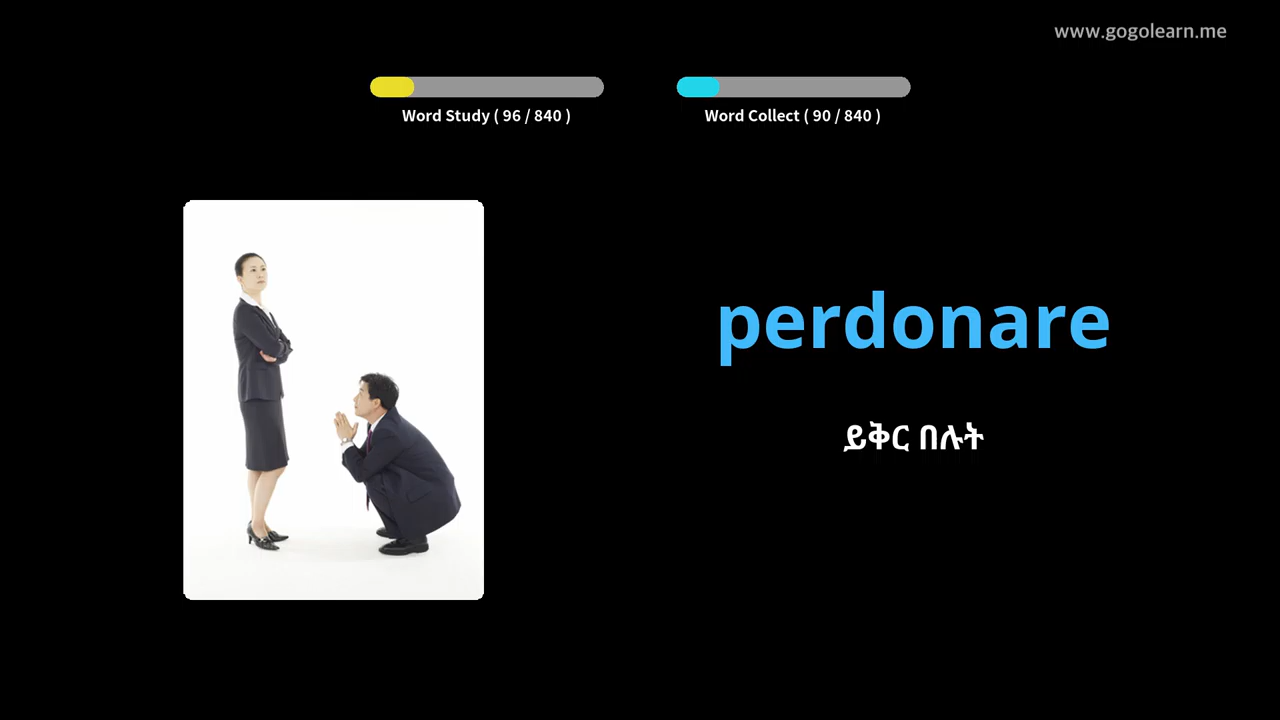 www.gogolearn.me
Word Study ( 96 / 840 )
Word Collect ( 90 / 840 )
perdonare
ይቅር በሉት